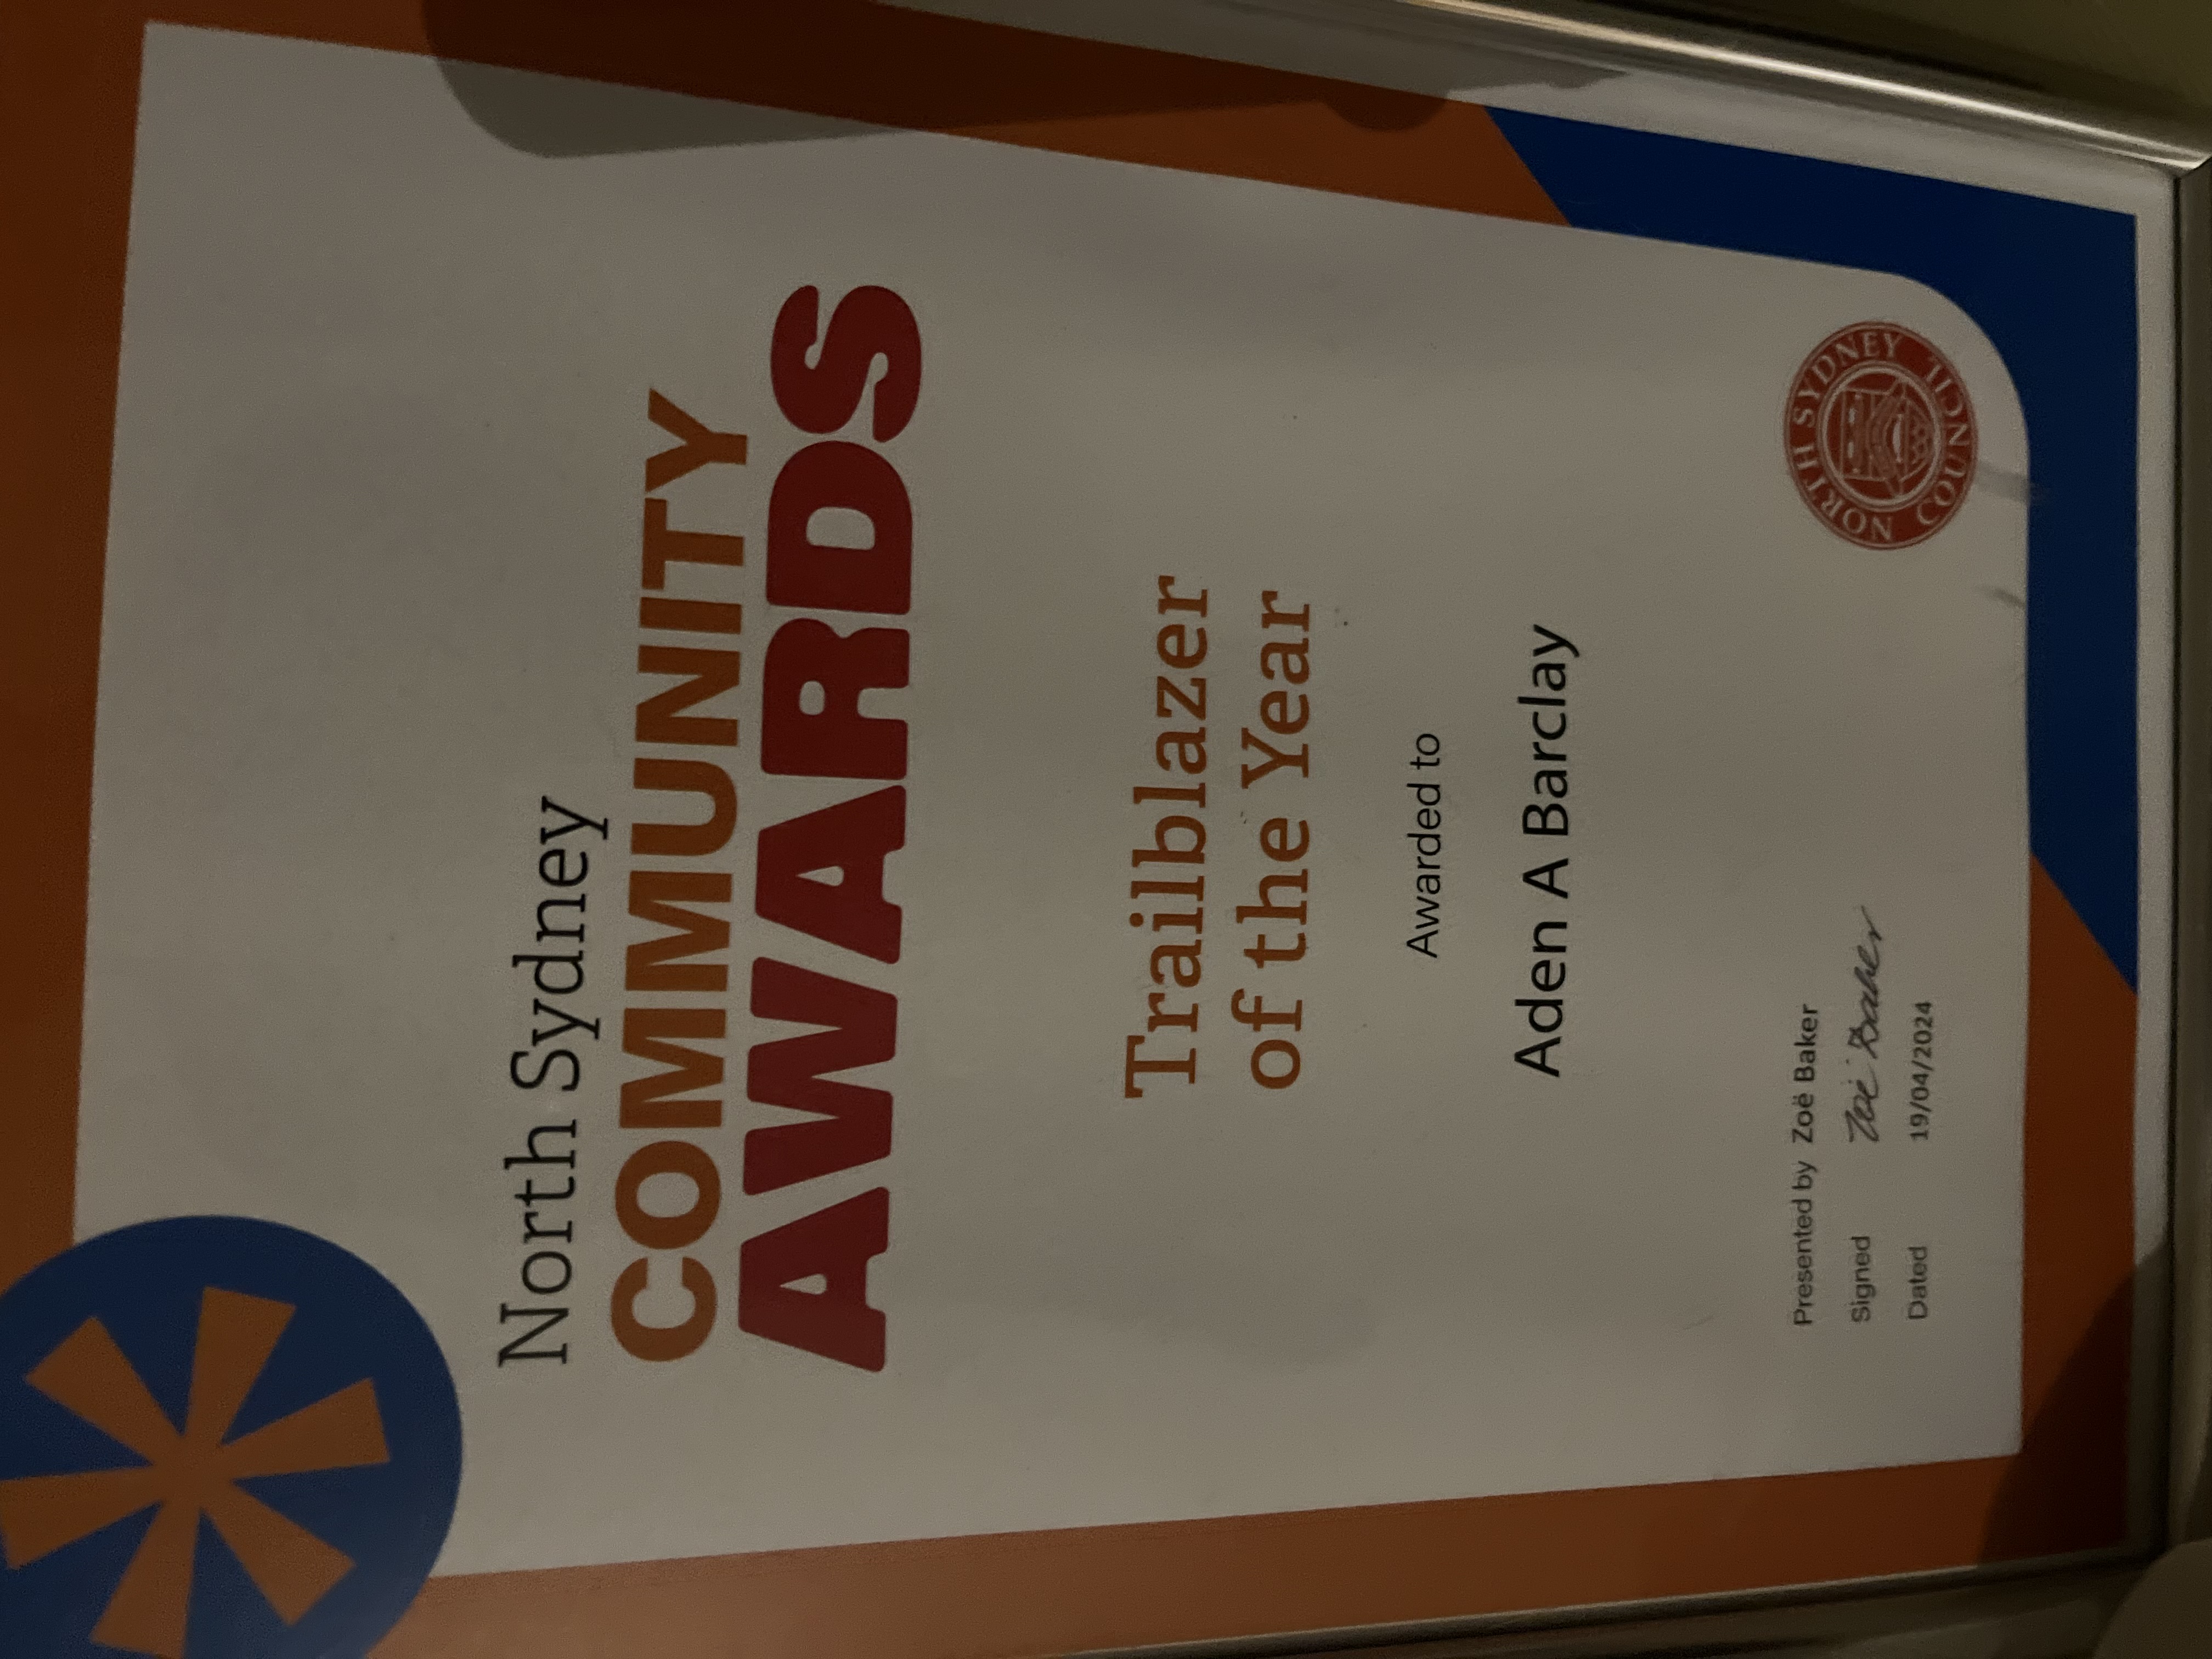 North Sydney
COMMUNITY
AWARDS
Trailblazer
of the Year
Awarded to
Aden A Barclay
Presented by Zoë Baker
Signed Zoë Baker
Dated 19/04/2024
NORTH SYDNEY COUNCIL